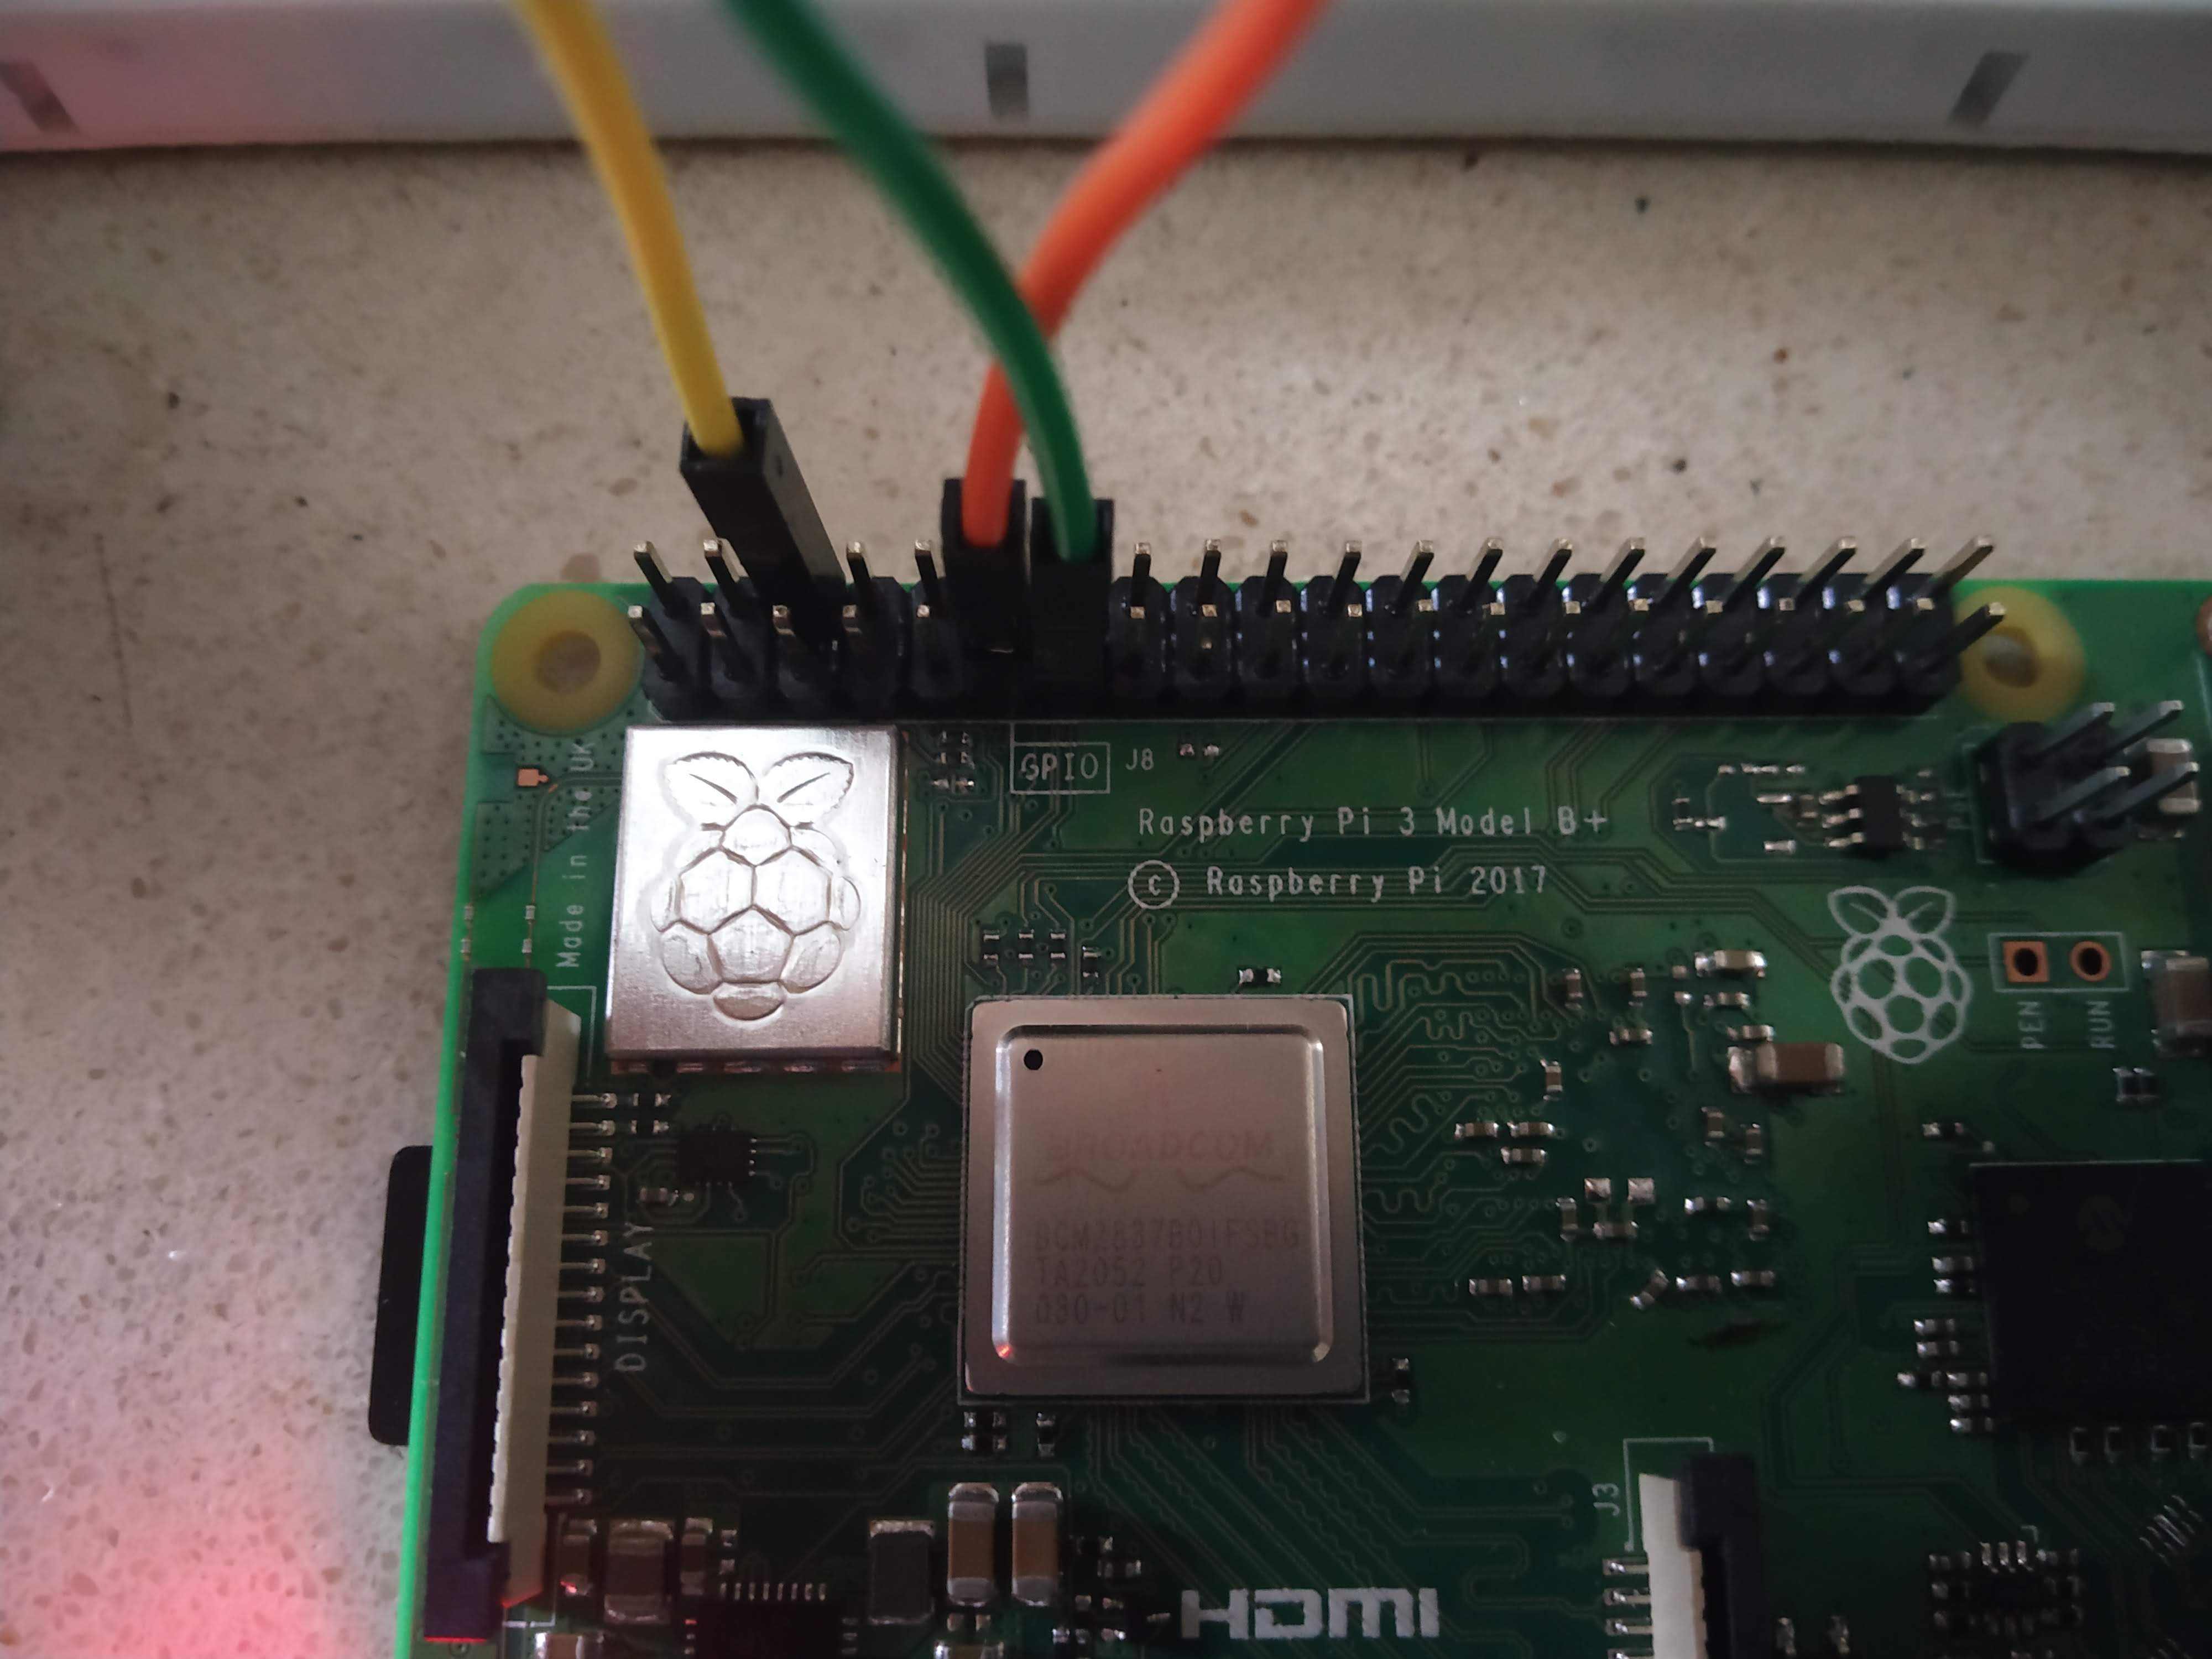 HDMI
J3
DISPLAY
030-01 N2 W
TA2052 P20
BCM2837B0IFSBG
BROADCOM
RUN
PEN
Made in the UK
© Raspberry Pi 2017
Raspberry Pi 3 Model B+
J8
GPIO